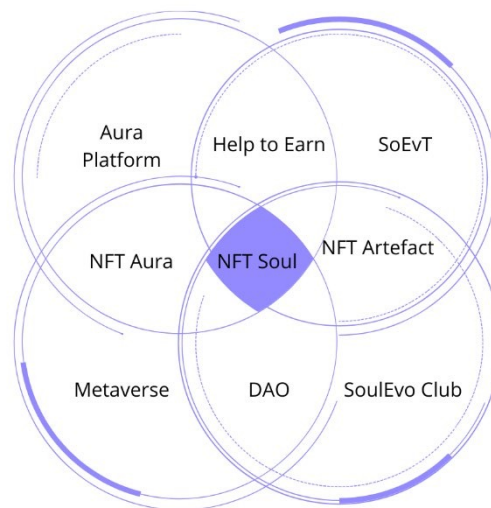 Aura
Platform
Help to Earn
SoEvT
NFT Aura
NFT Soul
NFT Artefact
Metaverse
DAO
SoulEvo Club